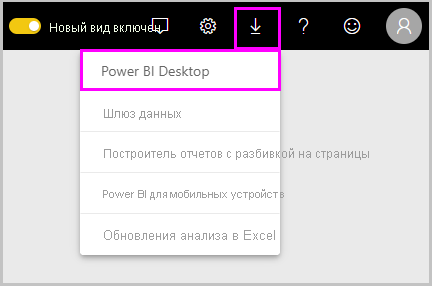 Новый вид включен
Power BI Desktop
Шлюз данных
Построитель отчетов с разбивкой на страницы
Power BI для мобильных устройств
Обновления анализа в Excel